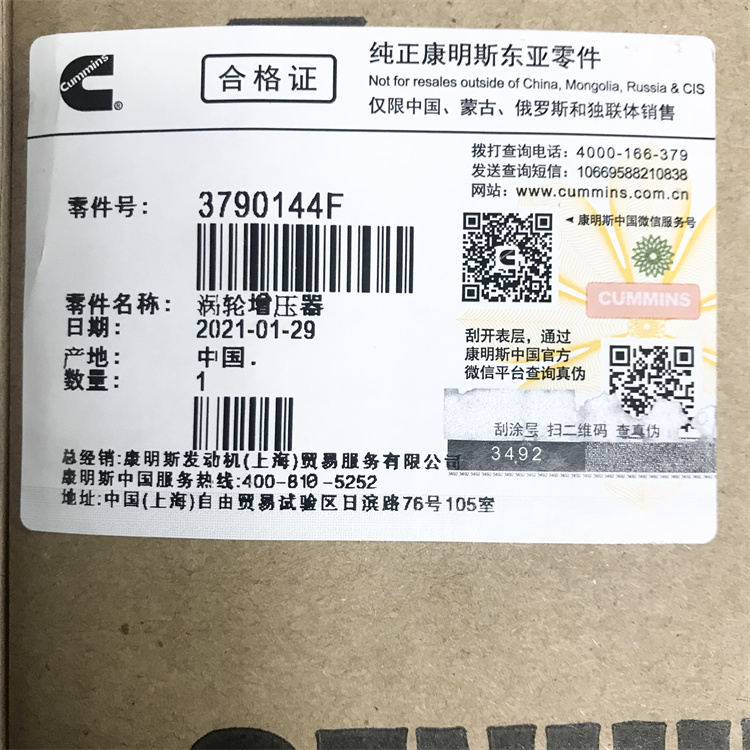 Cummins
®
合格证
纯正康明斯东亚零件
Not for resales outside of China, Mongolia, Russia & CIS
仅限中国、蒙古、俄罗斯和独联体销售
拨打查询电话：4000-166-379
发送查询短信：10669588210838
网站：www.cummins.com.cn
零件号： 3790144F
◄康明斯中国微信服务号
CUMMINS
零件名称： 涡轮增压器
日期： 2021-01-29
产地： 中国.
数量： 1
刮开表层，通过
康明斯中国官方
微信平台查询真伪
刮涂层 扫二维码 查真伪
3492
总经销:康明斯发动机(上海)贸易服务有限公司
康明斯中国服务热线:400-810-5252
地址:中国(上海)自由贸易试验区日滨路76号105室